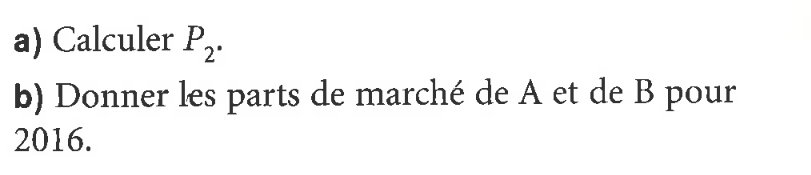 a) Calculer P₂.
b) Donner les parts de marché de A et de B pour
2016.